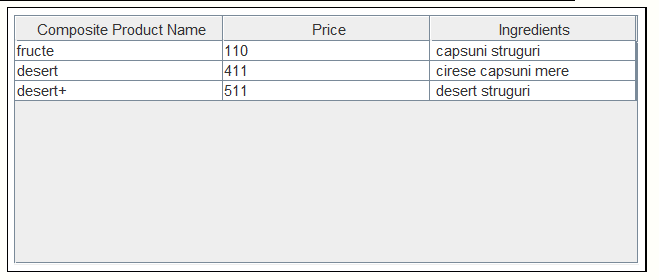 Composite Product Name Price Ingredients
fructe 110 capsuni struguri
desert 411 cirese capsuni mere
desert+ 511 desert struguri